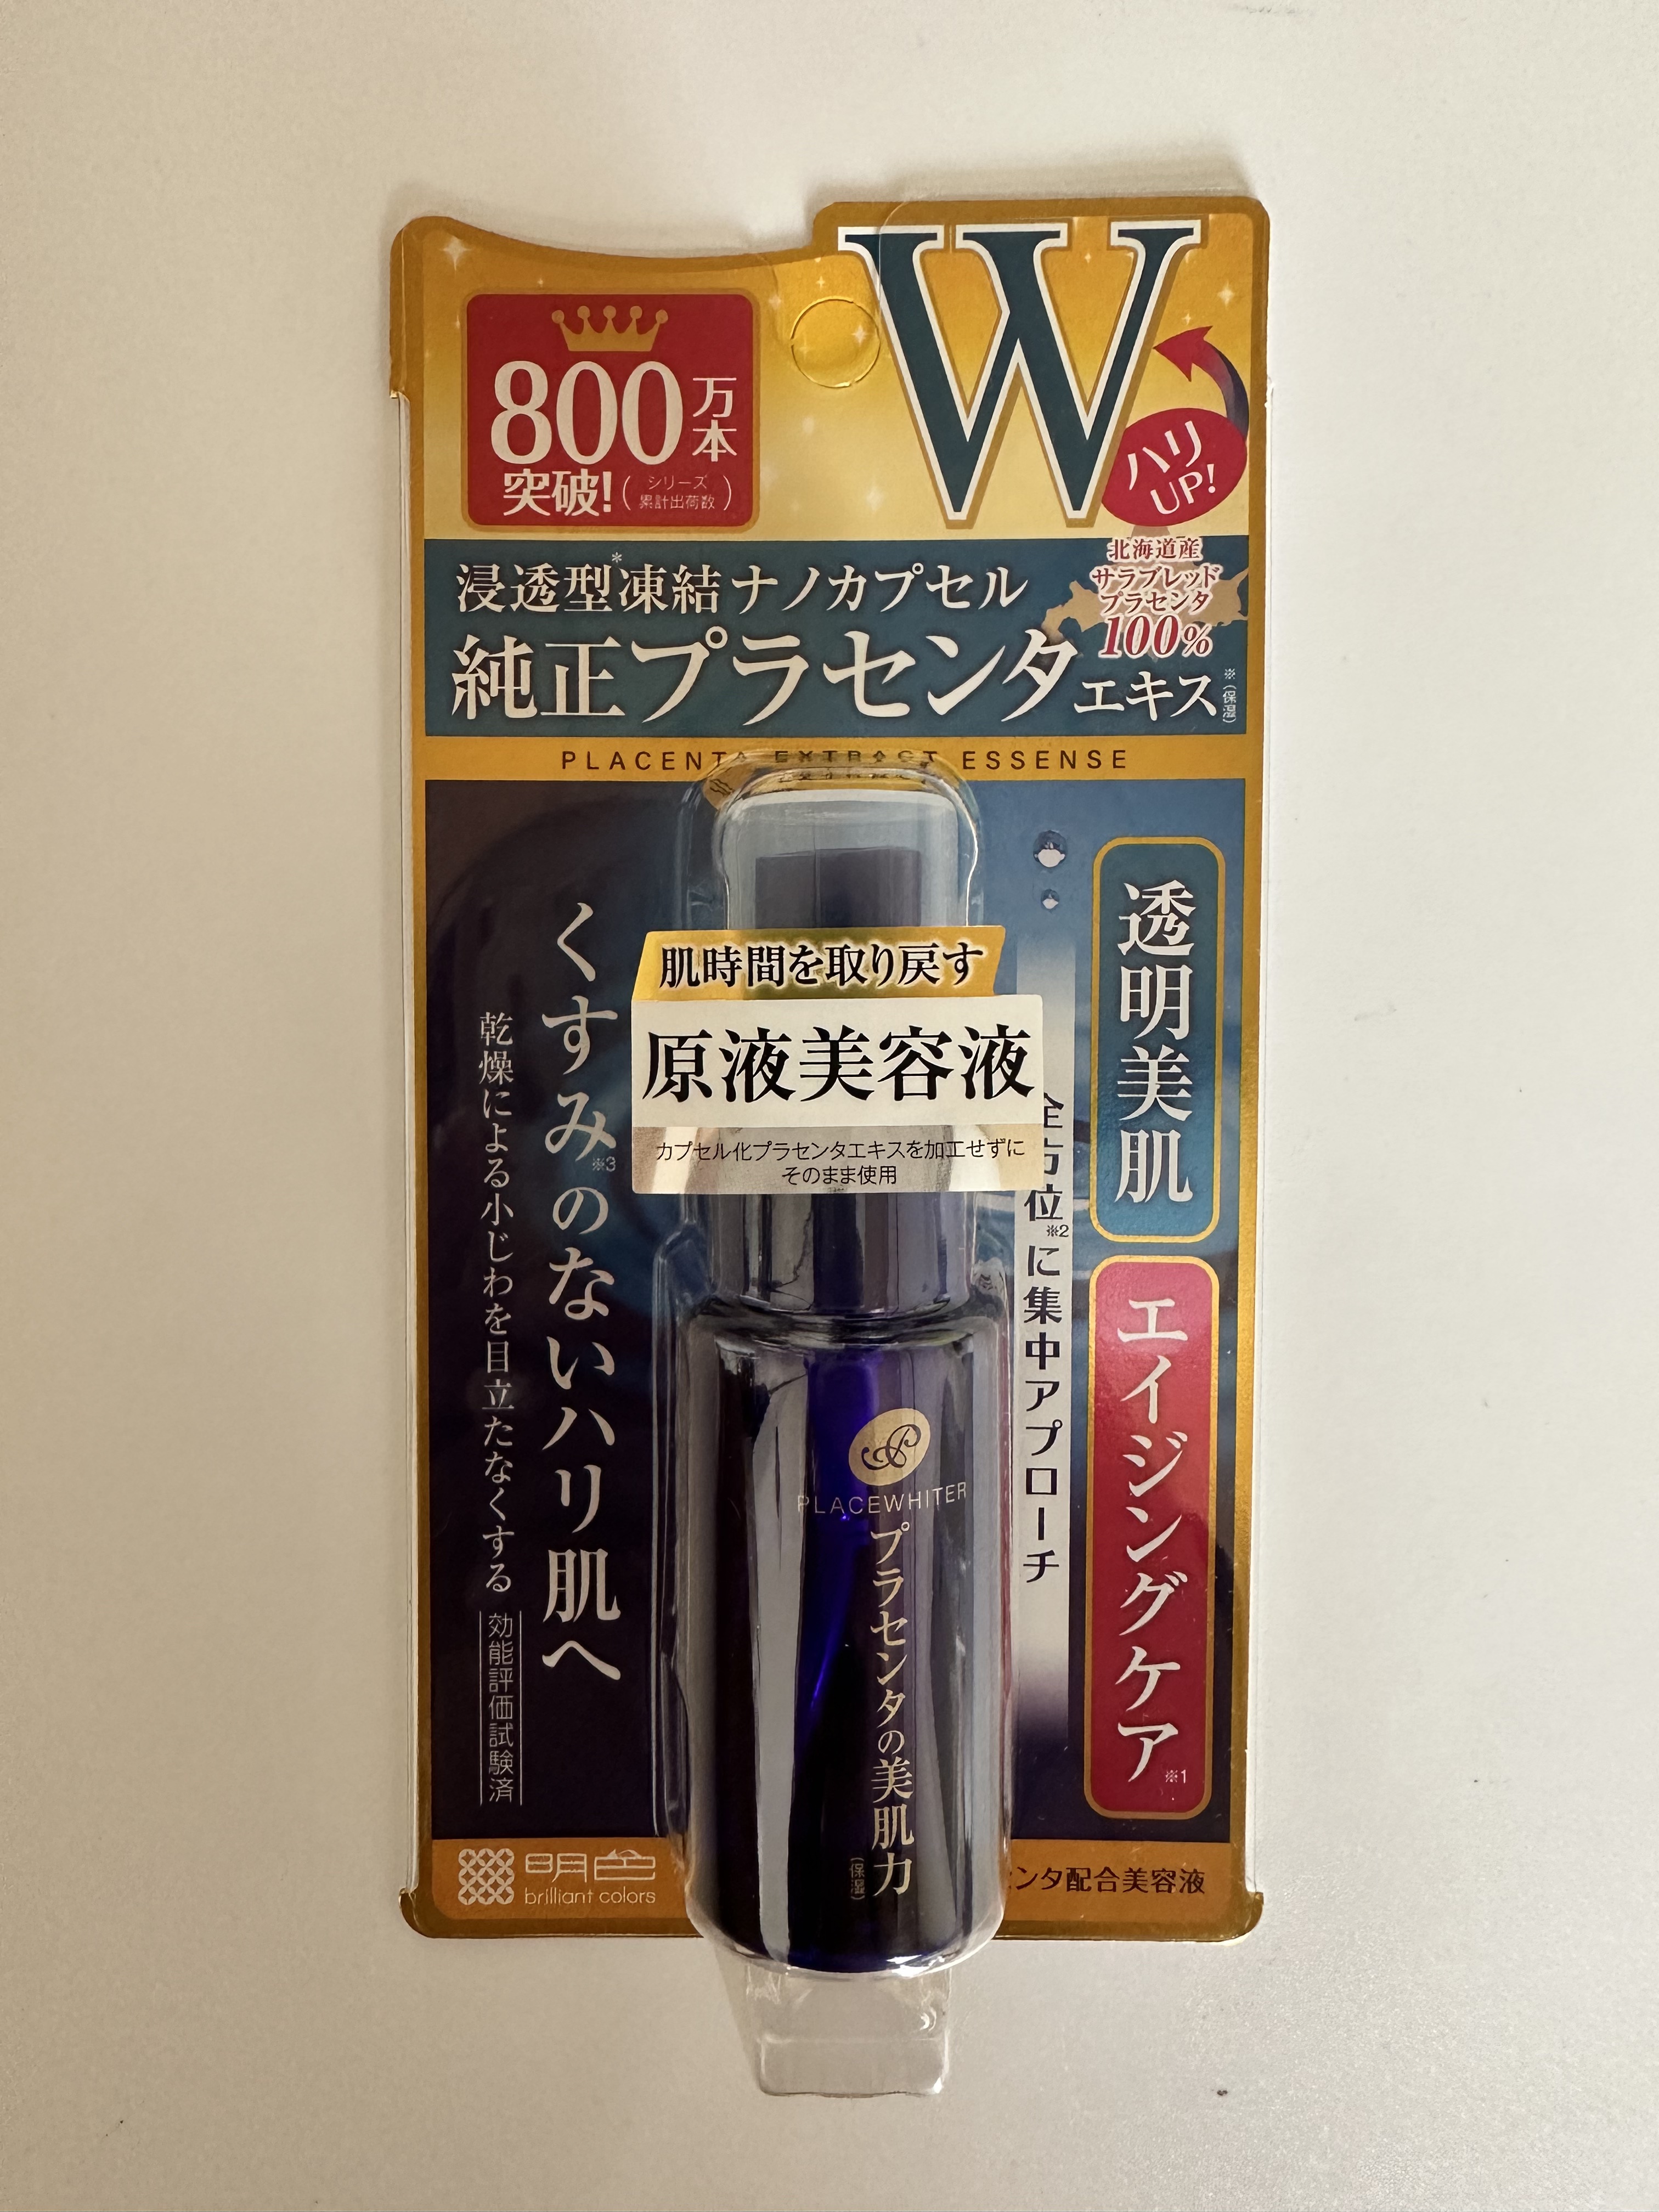 800万本
突破!(シリーズ累計出荷数)
W
ハリ
UP!
北海道産
サラブレッド
プラセンタ
100%
浸透型*凍結ナノカプセル
純正プラセンタエキス※(保湿)
PLACENTA EXTRACT ESSENSE
透明美肌
エイジングケア※1
全方位※2に集中アプローチ
肌時間を取り戻す
原液美容液
カプセル化プラセンタエキスを加工せずに
そのまま使用
くすみ※3のないハリ肌へ
乾燥による小じわを目立たなくする
効能評価試験済
PLACEWHITER
プラセンタの美肌力
(保湿)
明色
brilliant colors
ンタ配合美容液